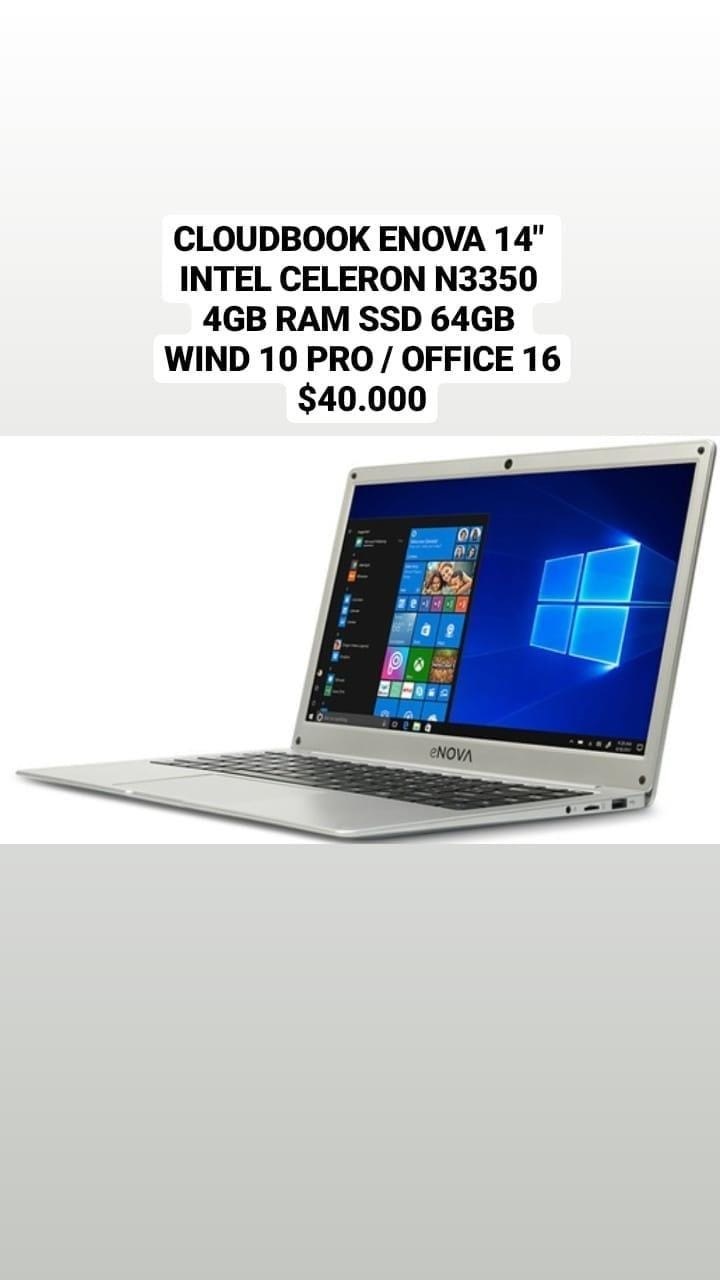 CLOUDBOOK ENOVA 14"
INTEL CELERON N3350
4GB RAM SSD 64GB
WIND 10 PRO / OFFICE 16
$40.000
eNOVA